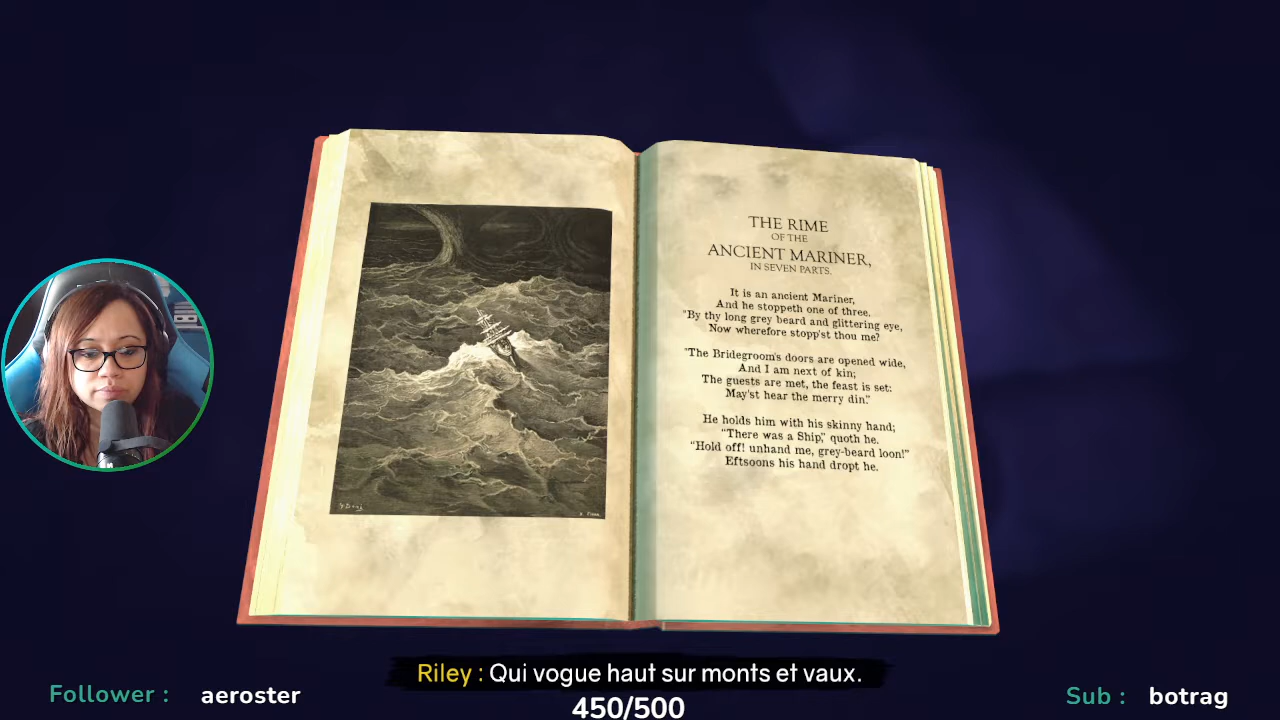 THE RIME
OF THE
ANCIENT MARINER,
IN SEVEN PARTS.
It is an ancient Mariner,
And he stoppeth one of three.
"By thy long grey beard and glittering eye,
Now wherefore stopp'st thou me?
"The Bridegroom's doors are opened wide,
And I am next of kin;
The guests are met, the feast is set:
May'st hear the merry din."
He holds him with his skinny hand;
"There was a Ship," quoth he.
"Hold off! unhand me, grey-beard loon!"
Eftsoons his hand dropt he.
Riley : Qui vogue haut sur monts et vaux.
Follower : aeroster
450/500
Sub : botrag